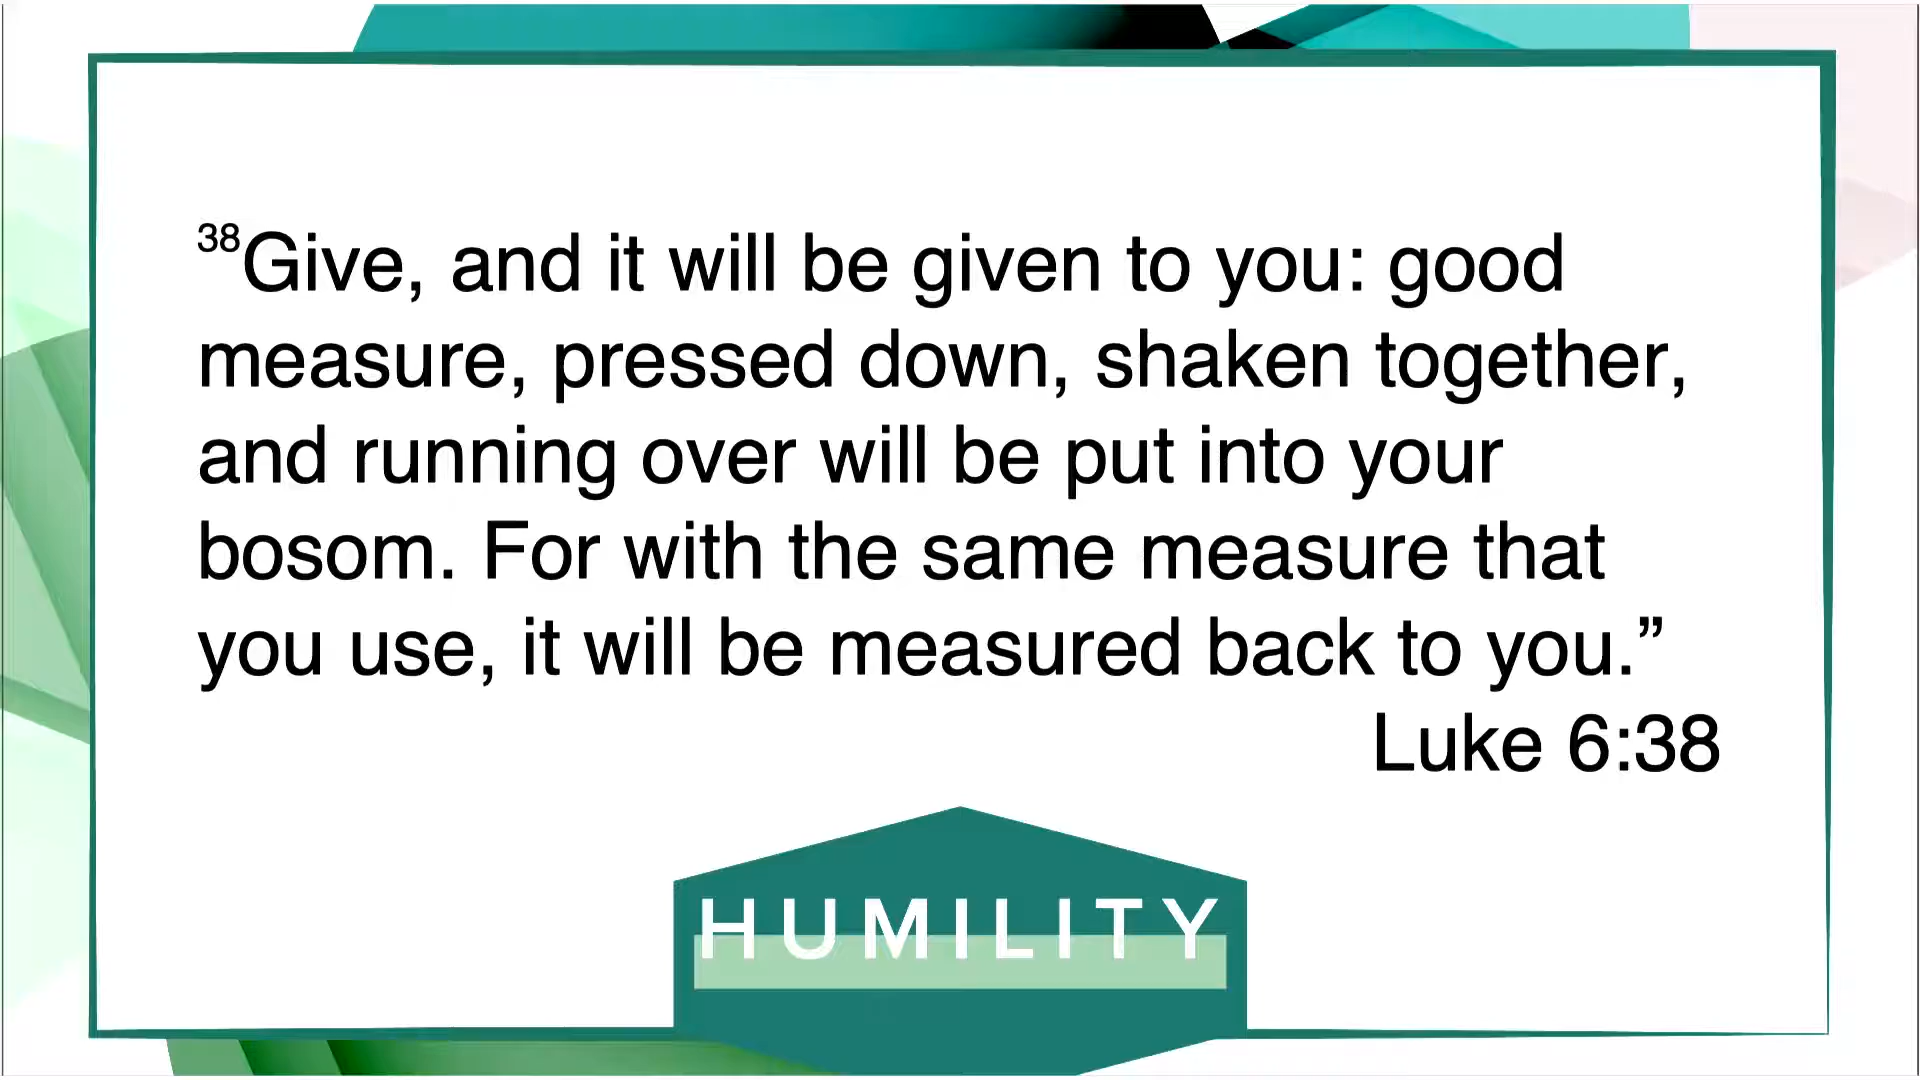 ³⁸Give, and it will be given to you: good
measure, pressed down, shaken together,
and running over will be put into your
bosom. For with the same measure that
you use, it will be measured back to you.”
Luke 6:38
HUMILITY